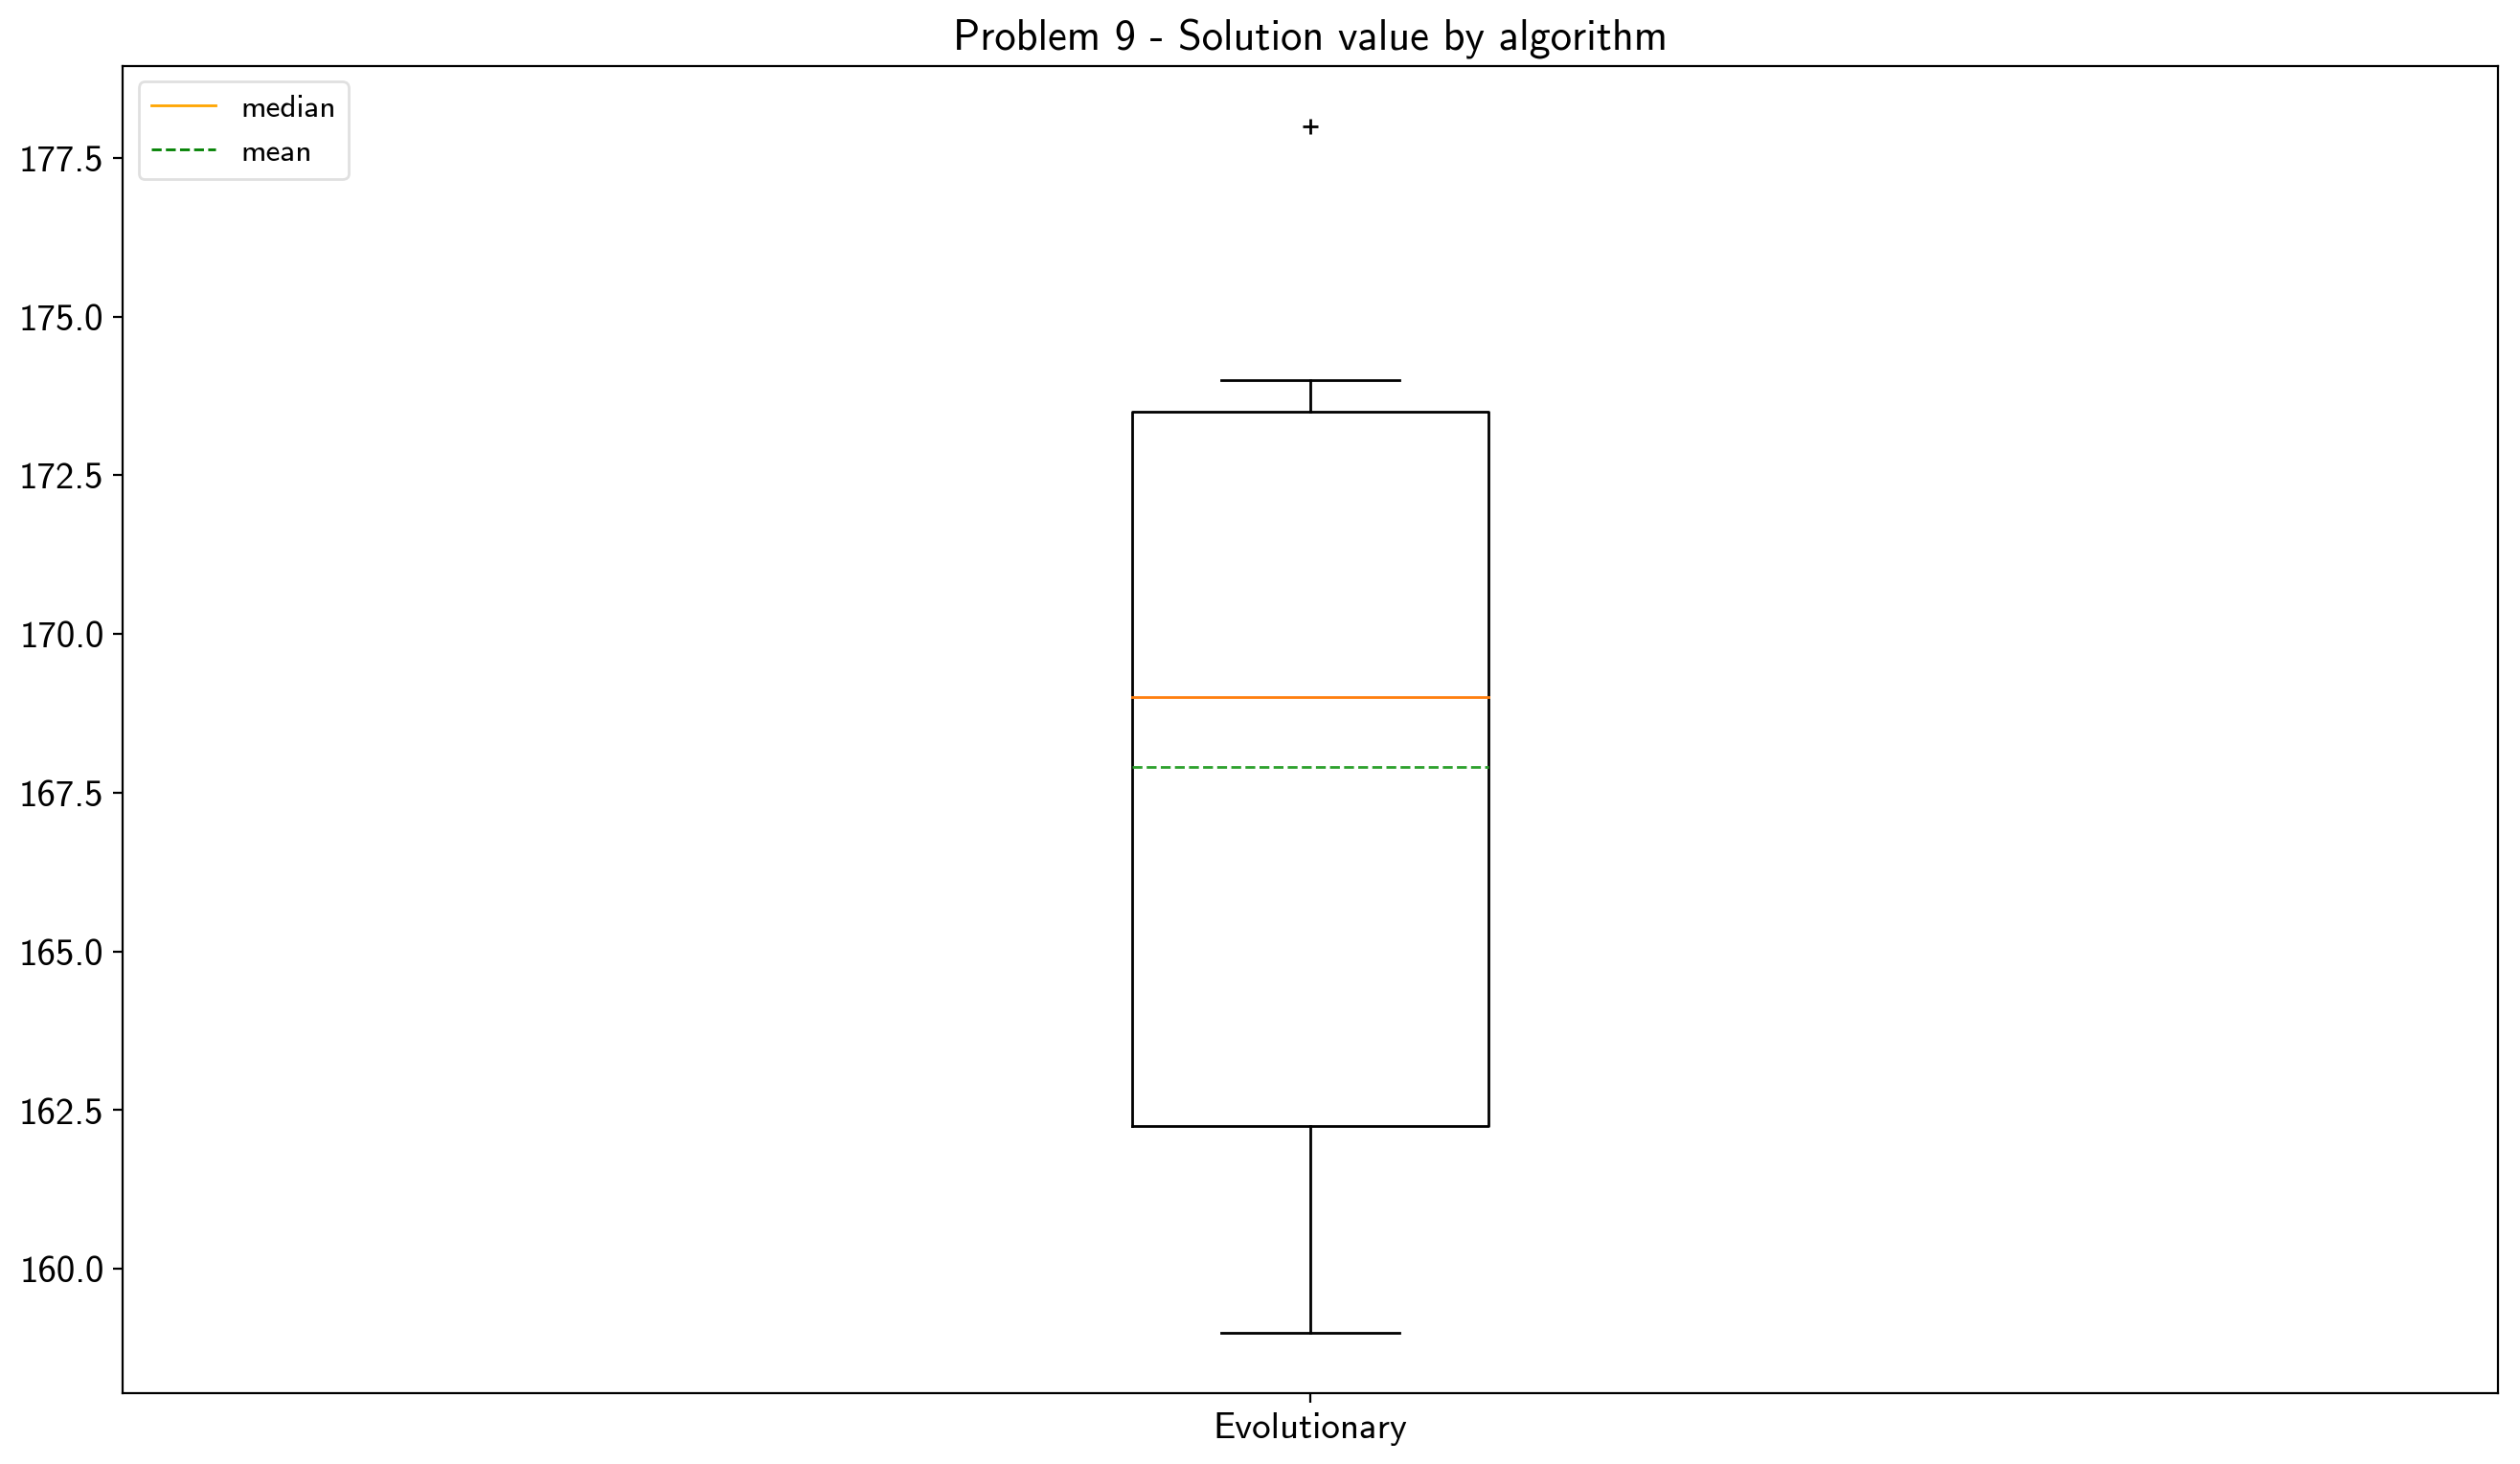 Problem 9 - Solution value by algorithm
median
mean
177.5
175.0
172.5
170.0
167.5
165.0
162.5
160.0
Evolutionary